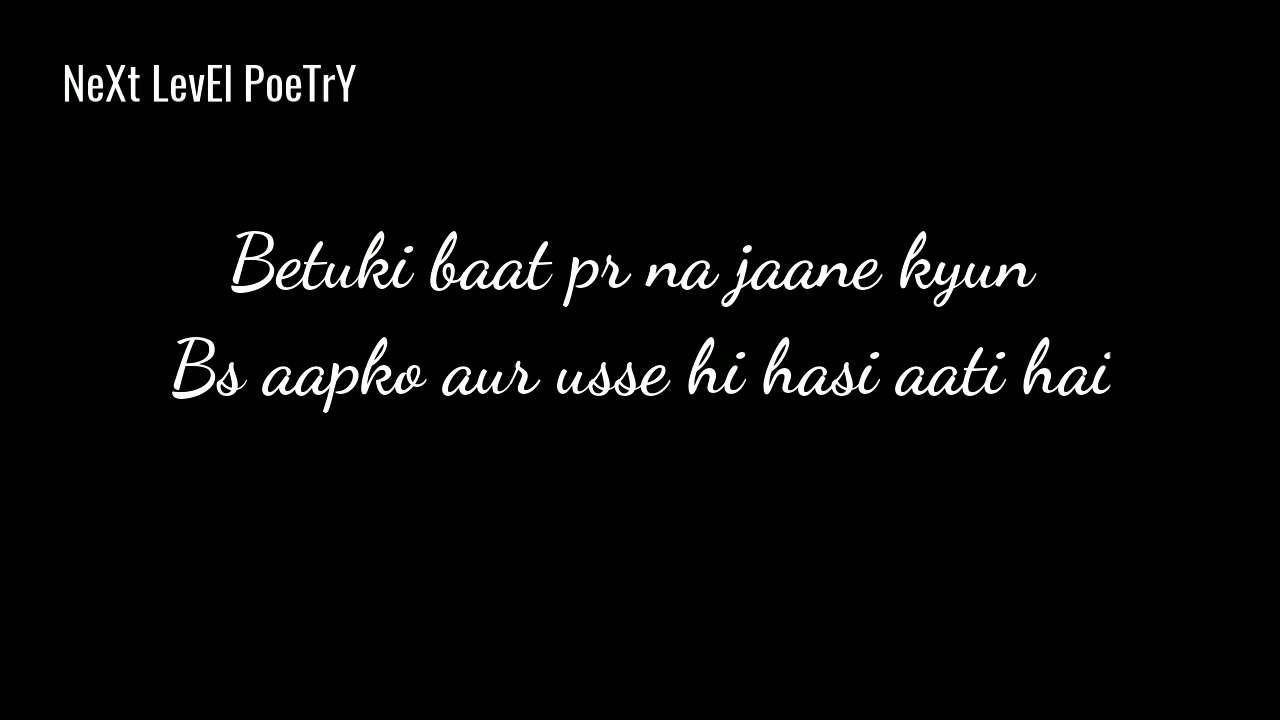 NeXt LevEl PoeTrY
Betuki baat pr na jaane kyun
Bs aapko aur usse hi hasi aati hai